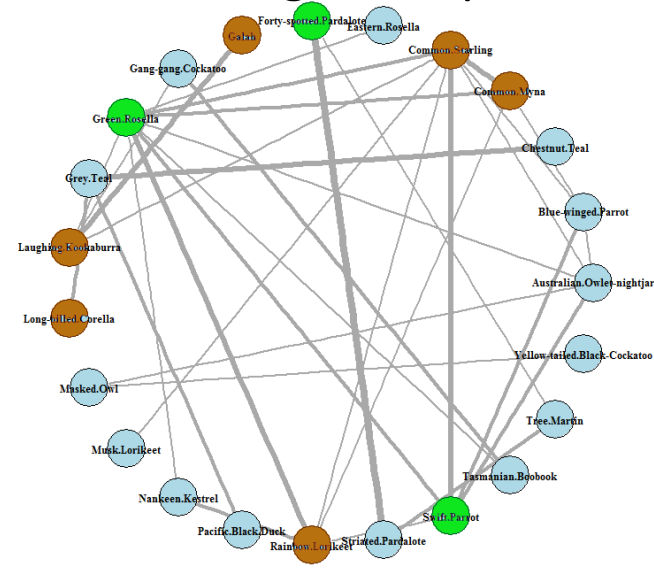 Forty-spotted.Pardalote
Eastern.Rosella
Galah
Common.Starling
Gang-gang.Cockatoo
Common.Myna
Green.Rosella
Chestnut.Teal
Grey.Teal
Blue-winged.Parrot
Laughing.Kookaburra
Australian.Owlet-nightjar
Long-billed.Corella
Yellow-tailed.Black-Cockatoo
Masked.Owl
Tree.Martin
Musk.Lorikeet
Tasmanian.Boobook
Nankeen.Kestrel
Swift.Parrot
Pacific.Black.Duck
Rainbow.Lorikeet
Striated.Pardalote